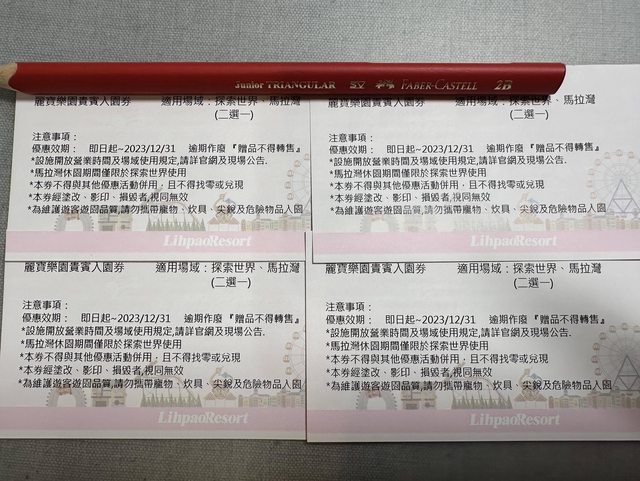 Junior TRIANGULAR FABER-CASTELL 2B
麗寶樂園貴賓入園券 適用場域：探索世界、馬拉灣
(二選一)
注意事項：
優惠效期： 即日起~2023/12/31 逾期作廢『贈品不得轉售』
*設施開放營業時間及場域使用規定,請詳官網及現場公告.
*馬拉灣休園期間僅限於探索世界使用
*本券不得與其他優惠活動併用，且不得找零或兌現
*本券經塗改、影印、損毀者,視同無效
*為維護遊客遊園品質,請勿攜帶寵物、炊具、尖銳及危險物品入園
LihpaoResort
麗寶樂園貴賓入園券 適用場域：探索世界、馬拉灣
(二選一)
注意事項：
優惠效期： 即日起~2023/12/31 逾期作廢『贈品不得轉售』
*設施開放營業時間及場域使用規定,請詳官網及現場公告.
*馬拉灣休園期間僅限於探索世界使用
*本券不得與其他優惠活動併用，且不得找零或兌現
*本券經塗改、影印、損毀者,視同無效
*為維護遊客遊園品質,請勿攜帶寵物、炊具、尖銳及危險物品入園
LihpaoResort
麗寶樂園貴賓入園券 適用場域：探索世界、馬拉灣
(二選一)
注意事項：
優惠效期： 即日起~2023/12/31 逾期作廢『贈品不得轉售』
*設施開放營業時間及場域使用規定,請詳官網及現場公告.
*馬拉灣休園期間僅限於探索世界使用
*本券不得與其他優惠活動併用，且不得找零或兌現
*本券經塗改、影印、損毀者,視同無效
*為維護遊客遊園品質,請勿攜帶寵物、炊具、尖銳及危險物品入園
LihpaoResort
麗寶樂園貴賓入園券 適用場域：探索世界、馬拉灣
(二選一)
注意事項：
優惠效期： 即日起~2023/12/31 逾期作廢『贈品不得轉售』
*設施開放營業時間及場域使用規定,請詳官網及現場公告.
*馬拉灣休園期間僅限於探索世界使用
*本券不得與其他優惠活動併用，且不得找零或兌現
*本券經塗改、影印、損毀者,視同無效
*為維護遊客遊園品質,請勿攜帶寵物、炊具、尖銳及危險物品入園
LihpaoResort